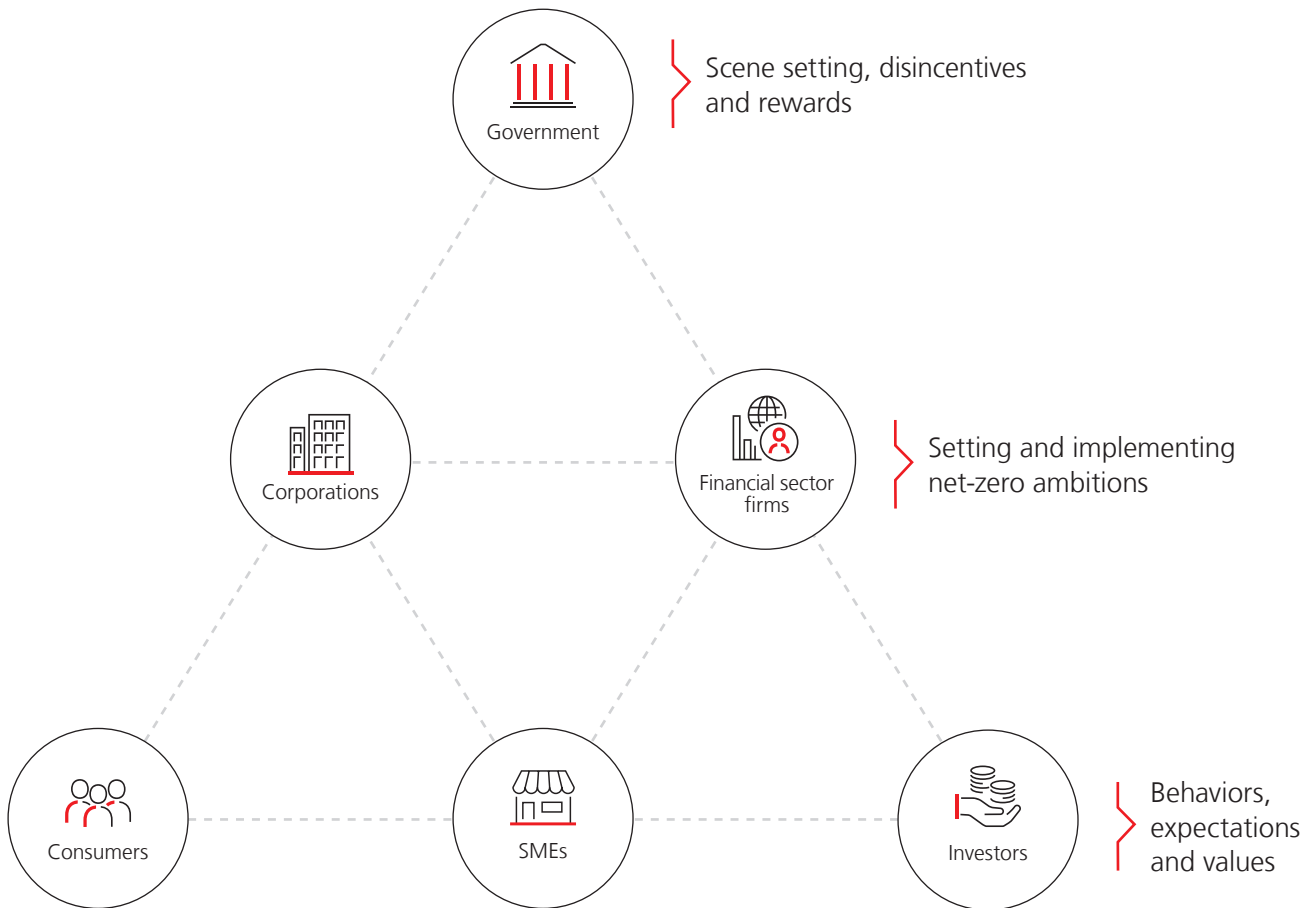 Government
Scene setting, disincentives
and rewards
Corporations
Financial sector
firms
Setting and implementing
net-zero ambitions
Consumers
SMEs
Investors
Behaviors,
expectations
and values